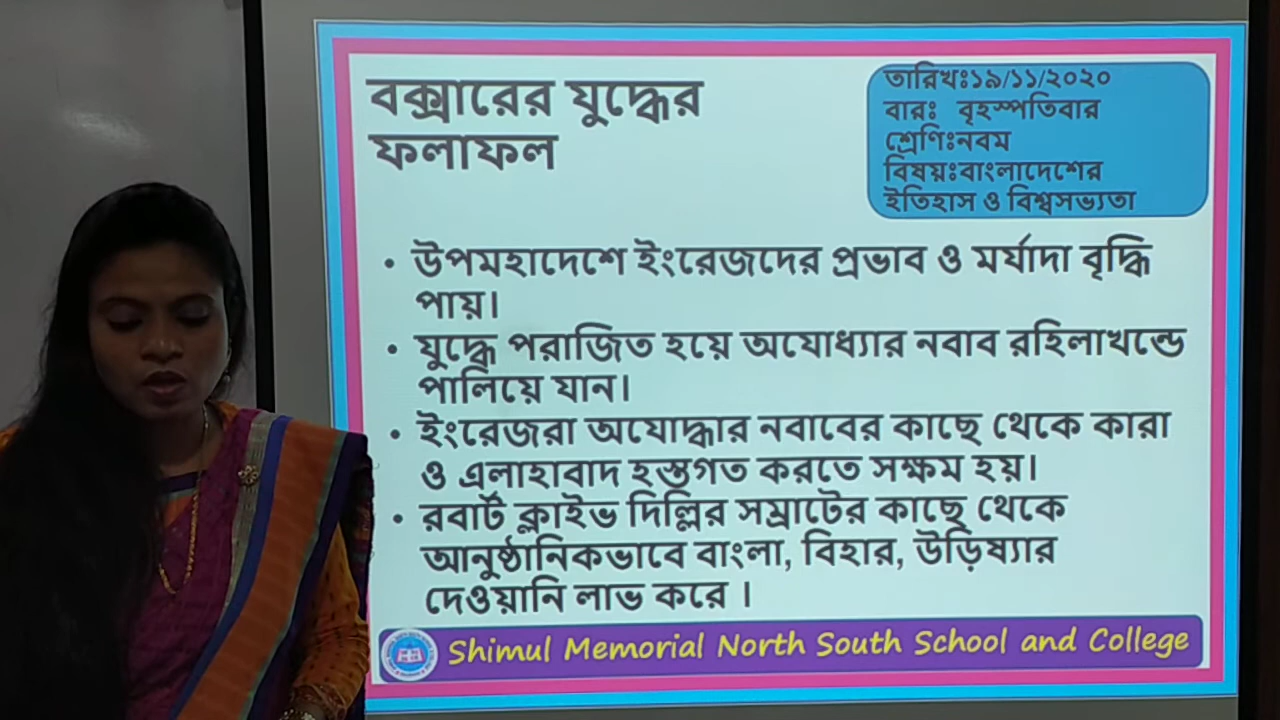 বক্সারের যুদ্ধের
ফলাফল
তারিখঃ১৯/১১/২০২০
বারঃ বৃহস্পতিবার
শ্রেণিঃনবম
বিষয়ঃবাংলাদেশের
ইতিহাস ও বিশ্বসভ্যতা
• উপমহাদেশে ইংরেজদের প্রভাব ও মর্যাদা বৃদ্ধি
পায়।
• যুদ্ধে পরাজিত হয়ে অযোধ্যার নবাব রহিলাখন্ডে
পালিয়ে যান।
• ইংরেজরা অযোদ্ধার নবাবের কাছে থেকে কারা
ও এলাহাবাদ হস্তগত করতে সক্ষম হয়।
• রবার্ট ক্লাইভ দিল্লির সম্রাটের কাছে থেকে
আনুষ্ঠানিকভাবে বাংলা, বিহার, উড়িষ্যার
দেওয়ানি লাভ করে ।
Shimul Memorial North South School and College